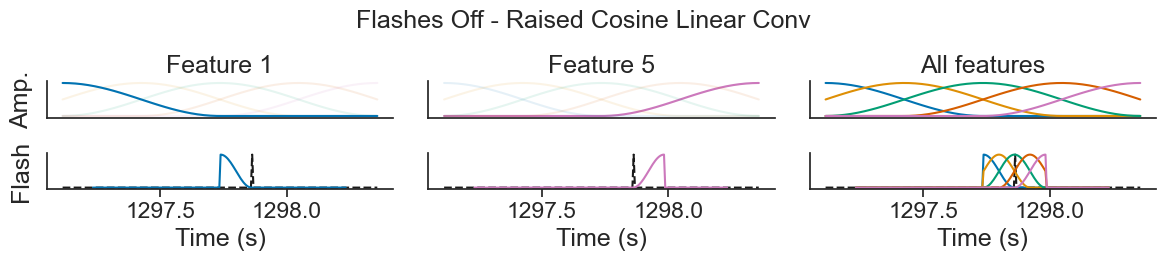 Flashes Off - Raised Cosine Linear Conv
Feature 1
Feature 5
All features
Amp.
Flash
1297.5 1298.0
1297.5 1298.0
1297.5 1298.0
Time (s)
Time (s)
Time (s)